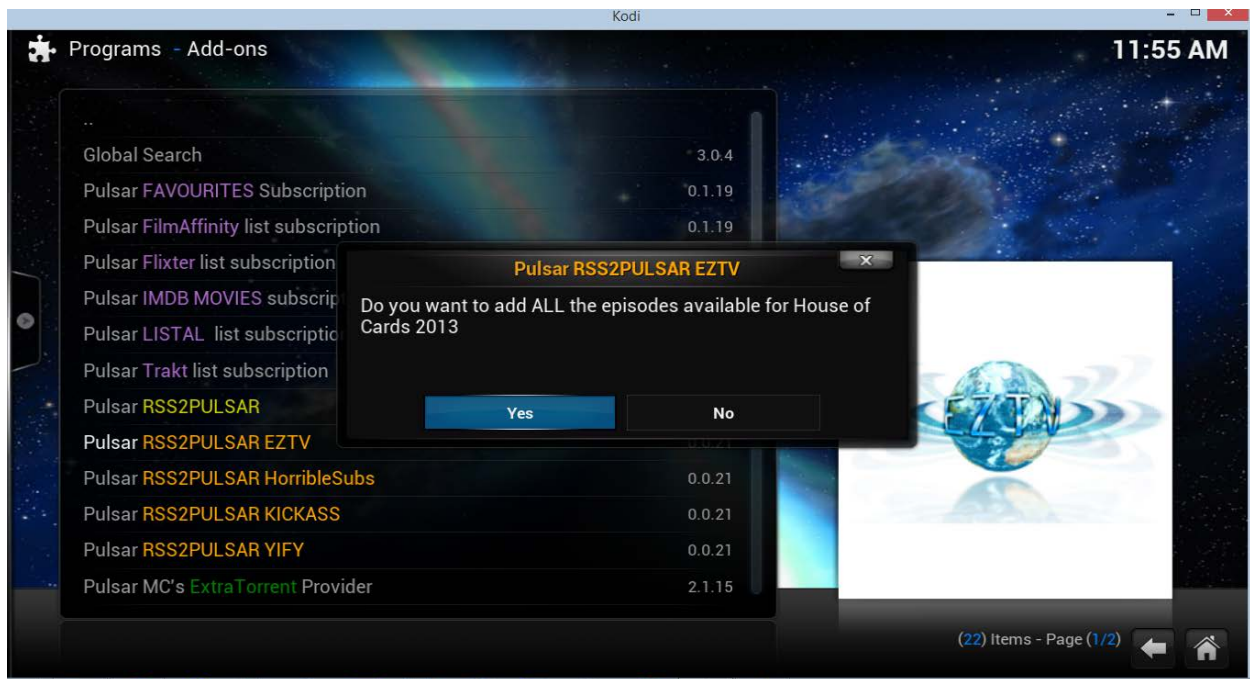 Kodi
Programs - Add-ons
11:55 AM
..
Global Search 3.0.4
Pulsar FAVOURITES Subscription 0.1.19
Pulsar FilmAffinity list subscription 0.1.19
Pulsar Flixter list subscription
Pulsar IMDB MOVIES subscrip
Pulsar LISTAL list subscriptio
Pulsar Trakt list subscription
Pulsar RSS2PULSAR
Pulsar RSS2PULSAR EZTV 0.0.21
Pulsar RSS2PULSAR HorribleSubs 0.0.21
Pulsar RSS2PULSAR KICKASS 0.0.21
Pulsar RSS2PULSAR YIFY 0.0.21
Pulsar MC's ExtraTorrent Provider 2.1.15
Pulsar RSS2PULSAR EZTV
Do you want to add ALL the episodes available for House of
Cards 2013
Yes No
EZTV
(22) Items - Page (1/2)